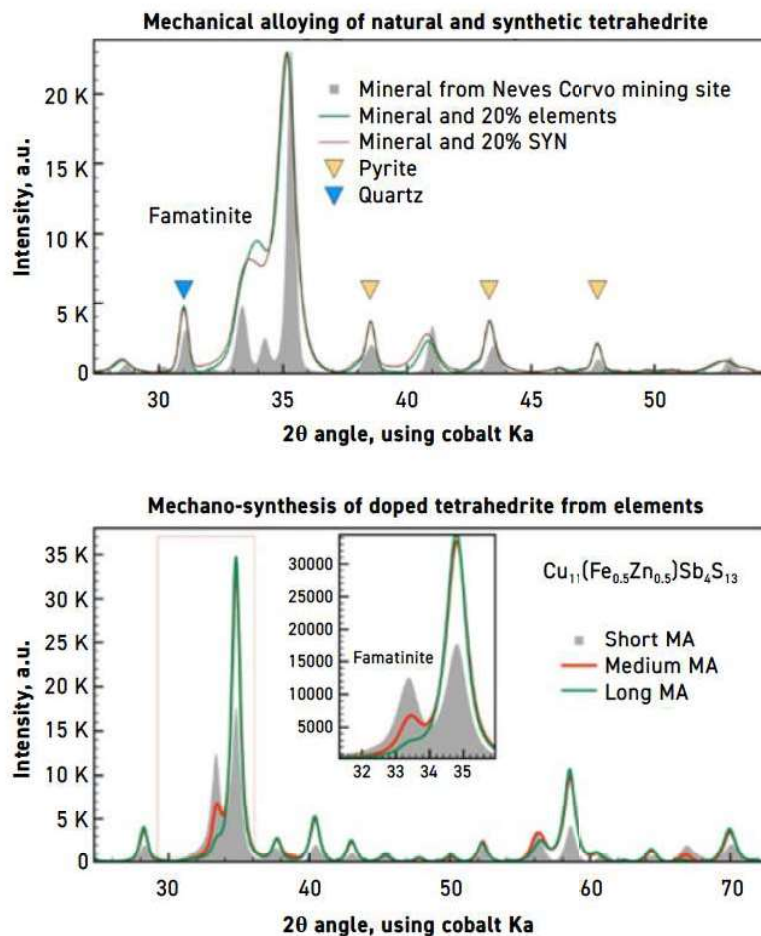 Mechanical alloying of natural and synthetic tetrahedrite
Intensity, a.u.
20 K
15 K
10 K
5 K
0
Mineral from Neves Corvo mining site
Mineral and 20% elements
Mineral and 20% SYN
Pyrite
Quartz
Famatinite
30 35 40 45 50
2θ angle, using cobalt Ka
Mechano-synthesis of doped tetrahedrite from elements
Intensity, a.u.
35 K
30 K
25 K
20 K
15 K
10 K
5 K
0
30000
25000
20000
15000
10000
5000
Famatinite
32 33 34 35
Cu₁₁(Fe₀.₅Zn₀.₅)Sb₄S₁₃
Short MA
Medium MA
Long MA
30 40 50 60 70
2θ angle, using cobalt Ka